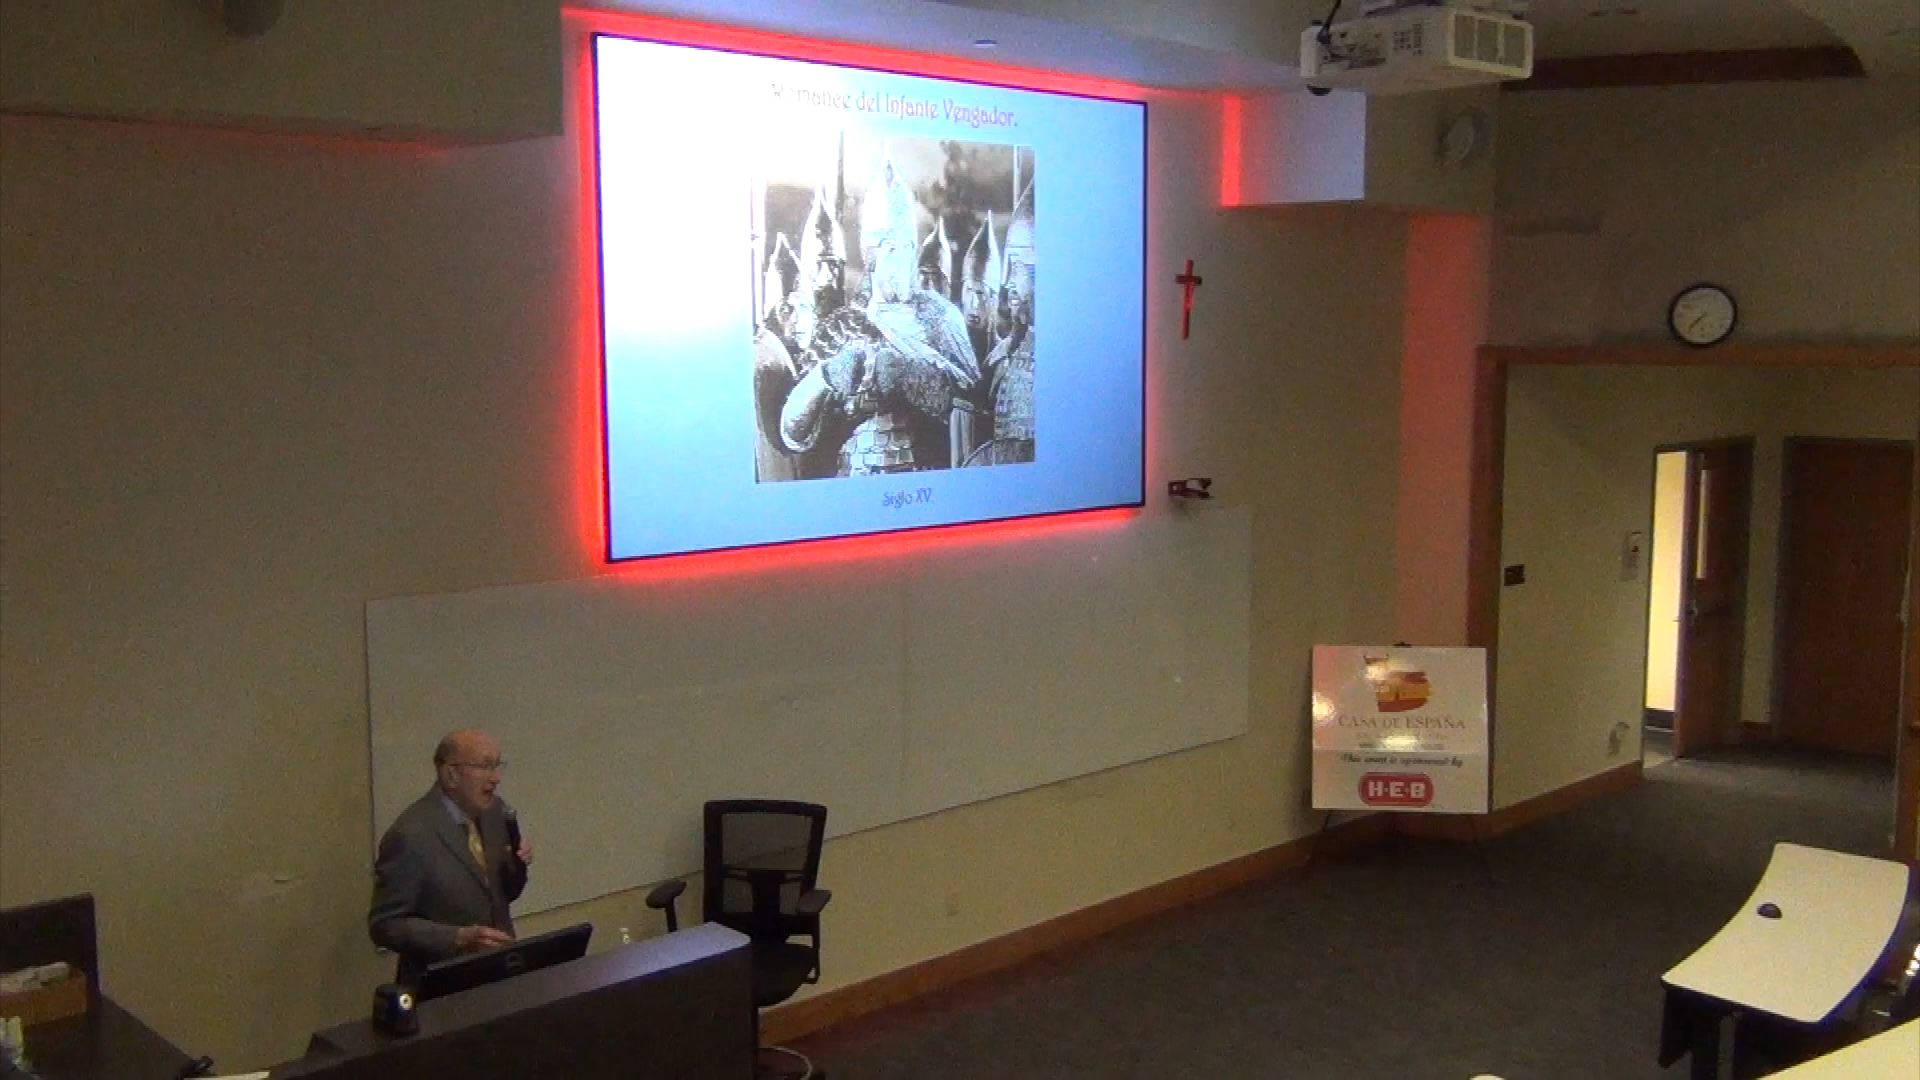 Romance del Infante Vengador.
Siglo XV.
CASA DE ESPAÑA
This event is sponsored by
H-E-B